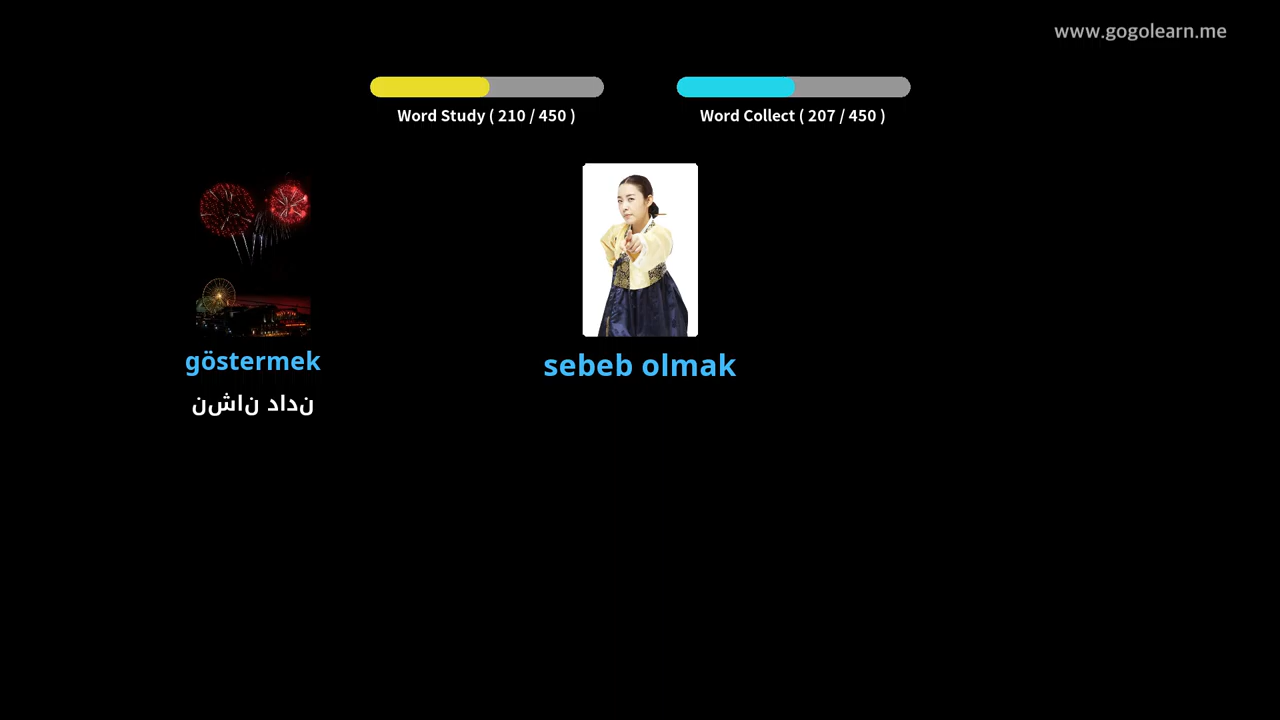 www.gogolearn.me
Word Study ( 210 / 450 )
Word Collect ( 207 / 450 )
göstermek
نشان دادن
sebeb olmak